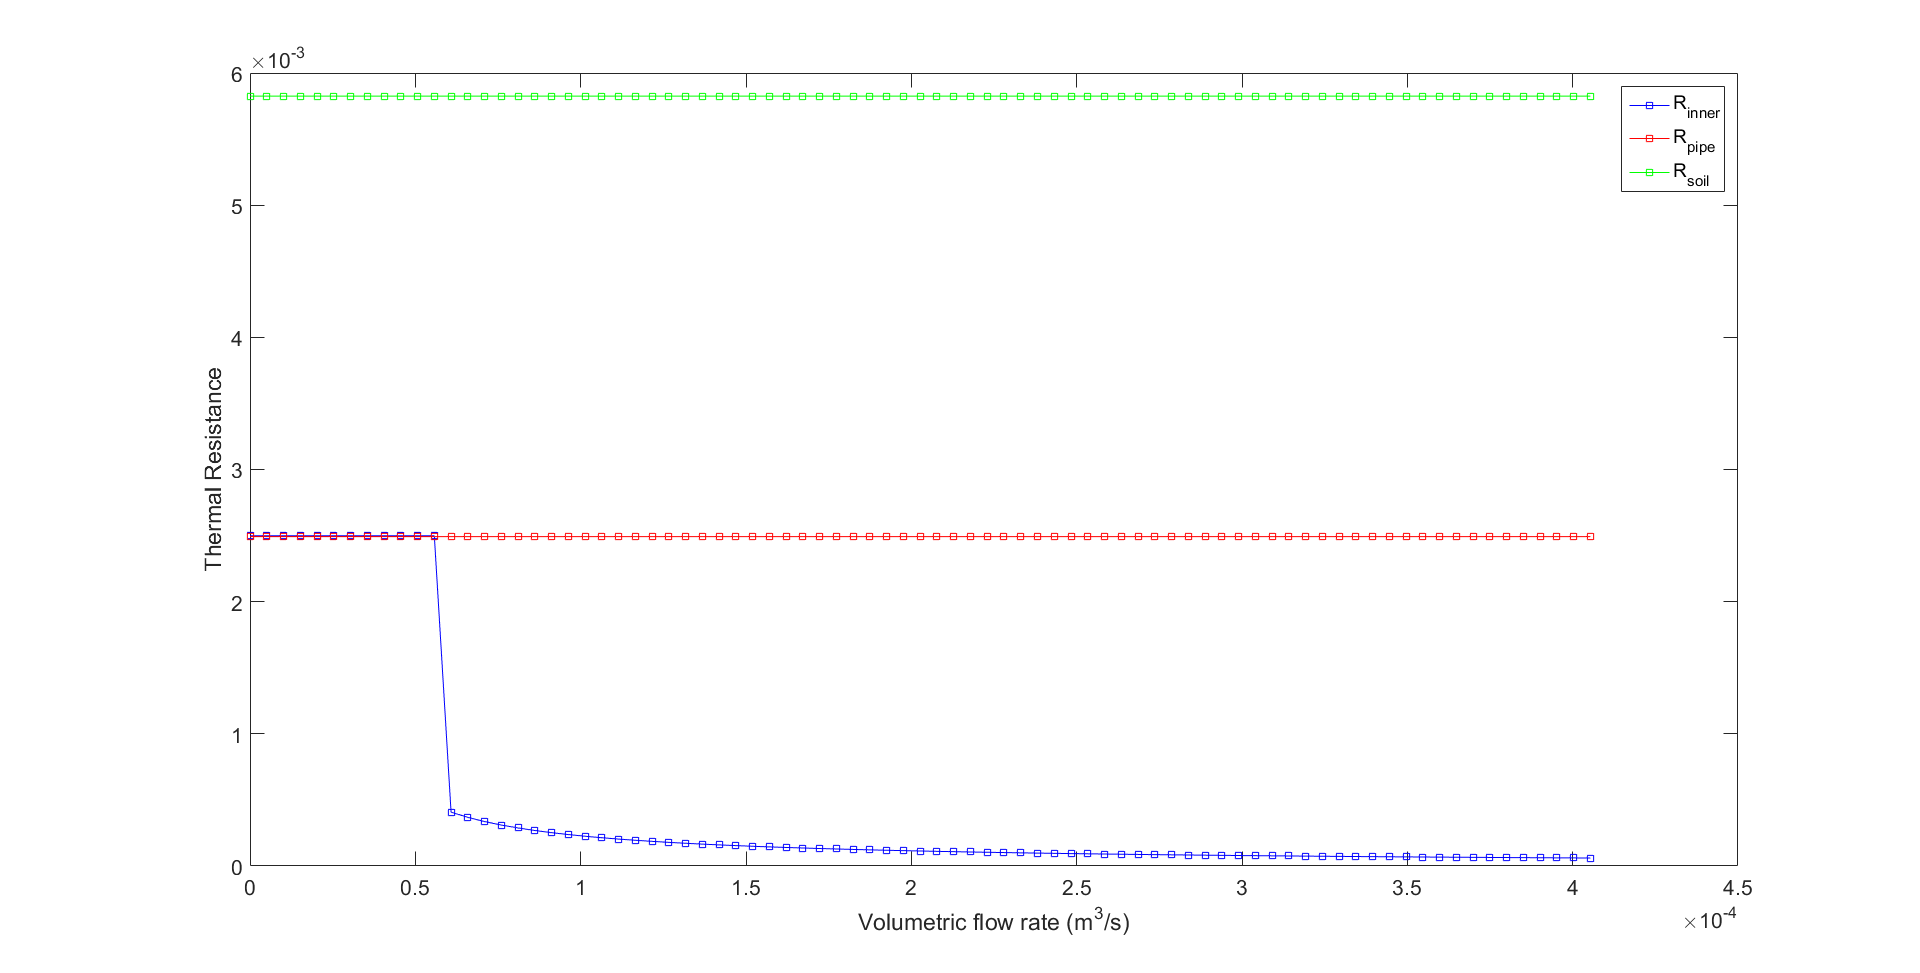 ×10⁻³
6
5
4
3
2
1
0
Thermal Resistance
R_inner
R_pipe
R_soil
0 0.5 1 1.5 2 2.5 3 3.5 4 4.5
Volumetric flow rate (m³/s)
×10⁻⁴